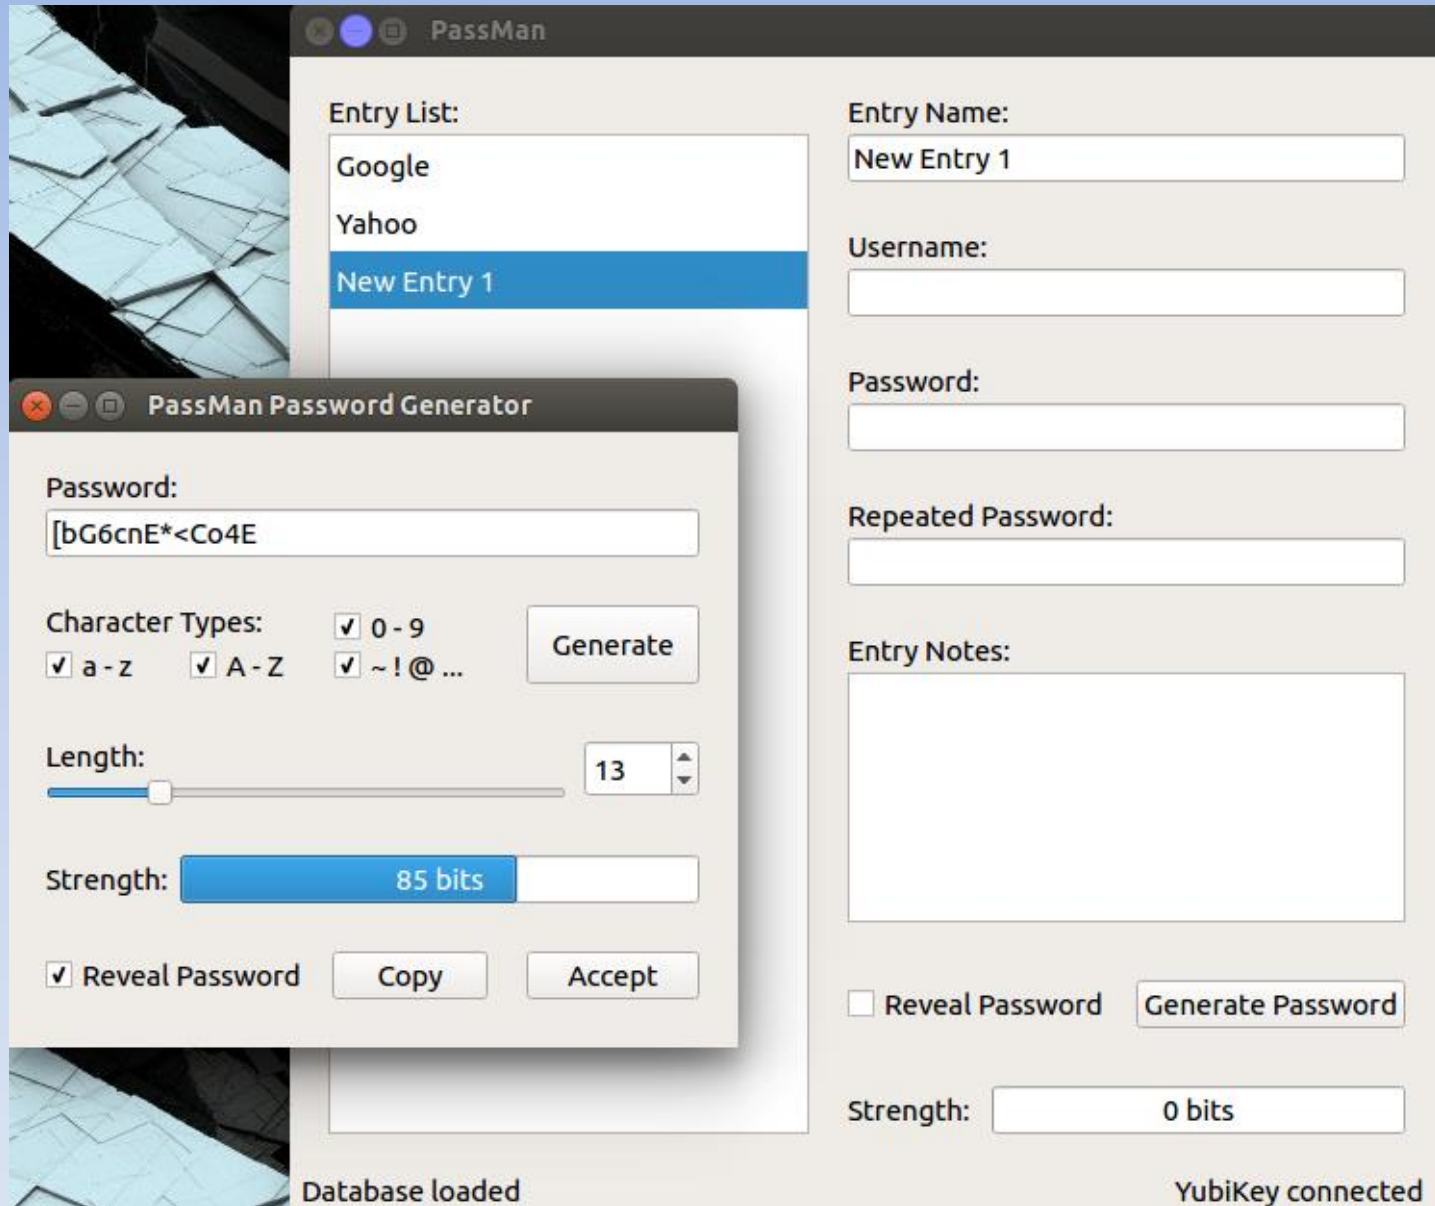 PassMan
Entry List:
Google
Yahoo
New Entry 1
Entry Name:
New Entry 1
Username:
Password:
Repeated Password:
Entry Notes:
Reveal Password
Generate Password
Strength:
0 bits
PassMan Password Generator
Password:
[bG6cnE*<Co4E
Character Types:
0 - 9
a - z
A - Z
~ ! @ ...
Generate
Length:
13
Strength:
85 bits
Reveal Password
Copy
Accept
Database loaded
YubiKey connected